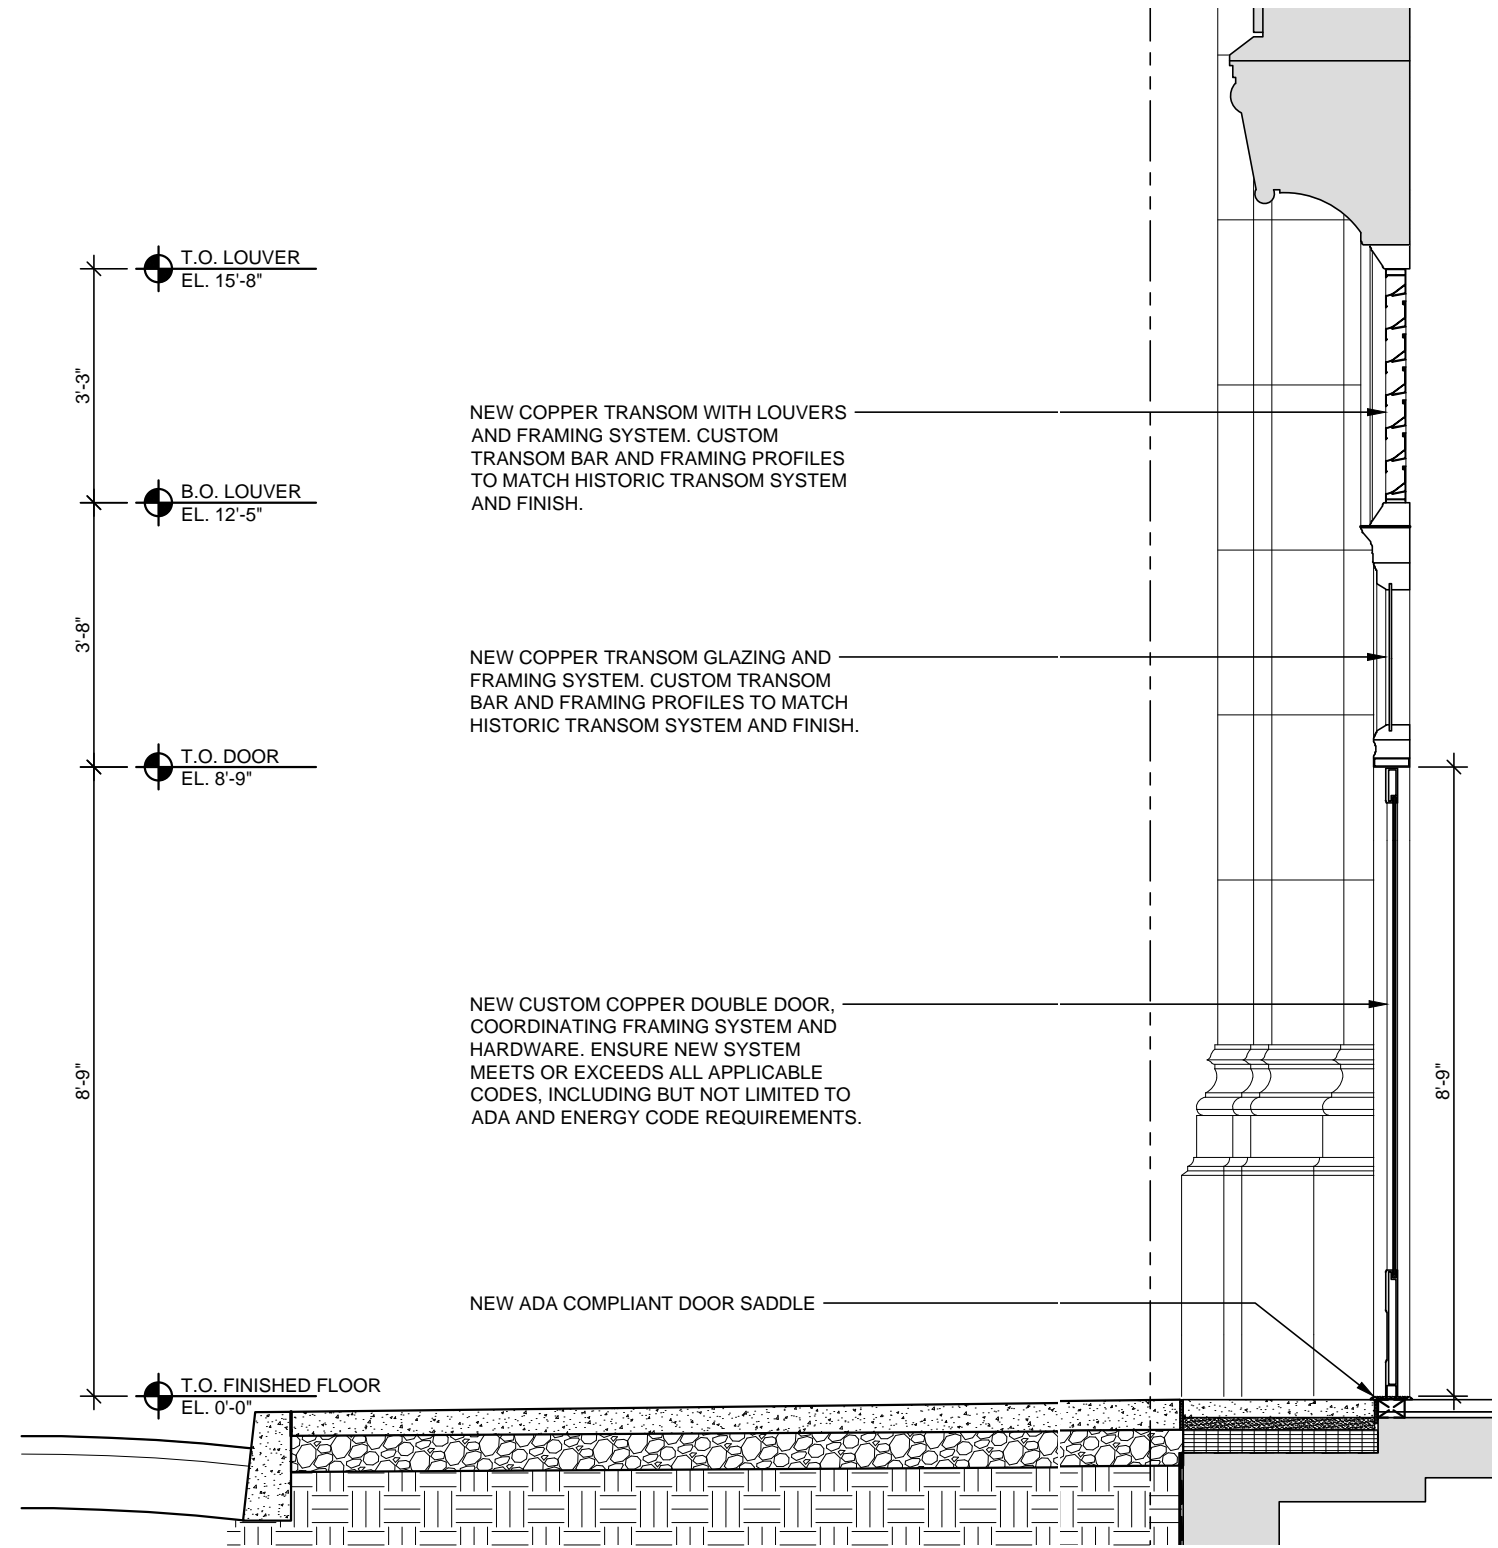 T.O. LOUVER
EL. 15'-8"
3'-3"
NEW COPPER TRANSOM WITH LOUVERS
AND FRAMING SYSTEM. CUSTOM
TRANSOM BAR AND FRAMING PROFILES
TO MATCH HISTORIC TRANSOM SYSTEM
AND FINISH.
B.O. LOUVER
EL. 12'-5"
3'-8"
NEW COPPER TRANSOM GLAZING AND
FRAMING SYSTEM. CUSTOM TRANSOM
BAR AND FRAMING PROFILES TO MATCH
HISTORIC TRANSOM SYSTEM AND FINISH.
T.O. DOOR
EL. 8'-9"
NEW CUSTOM COPPER DOUBLE DOOR,
COORDINATING FRAMING SYSTEM AND
HARDWARE. ENSURE NEW SYSTEM
MEETS OR EXCEEDS ALL APPLICABLE
CODES, INCLUDING BUT NOT LIMITED TO
ADA AND ENERGY CODE REQUIREMENTS.
8'-9"
8'-9"
NEW ADA COMPLIANT DOOR SADDLE
T.O. FINISHED FLOOR
EL. 0'-0"